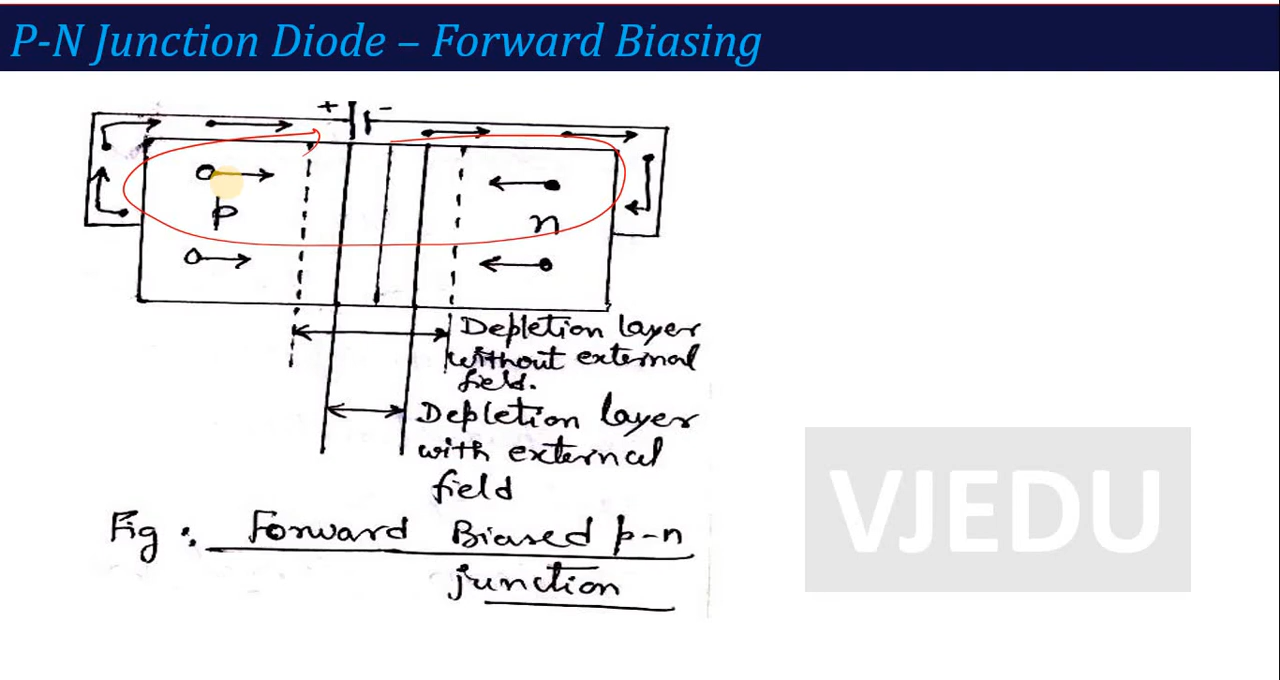 P-N Junction Diode – Forward Biasing
+ -
p
n
Depletion layer
without external
field.
Depletion layer
with external
field
Fig : Forward Biased p-n
junction
VJEDU